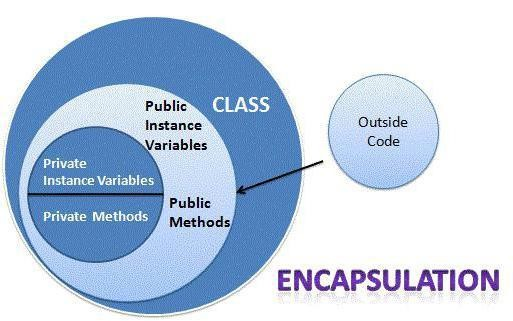 Public
Instance
Variables
CLASS
Outside
Code
Private
Instance Variables
Private Methods
Public
Methods
ENCAPSULATION